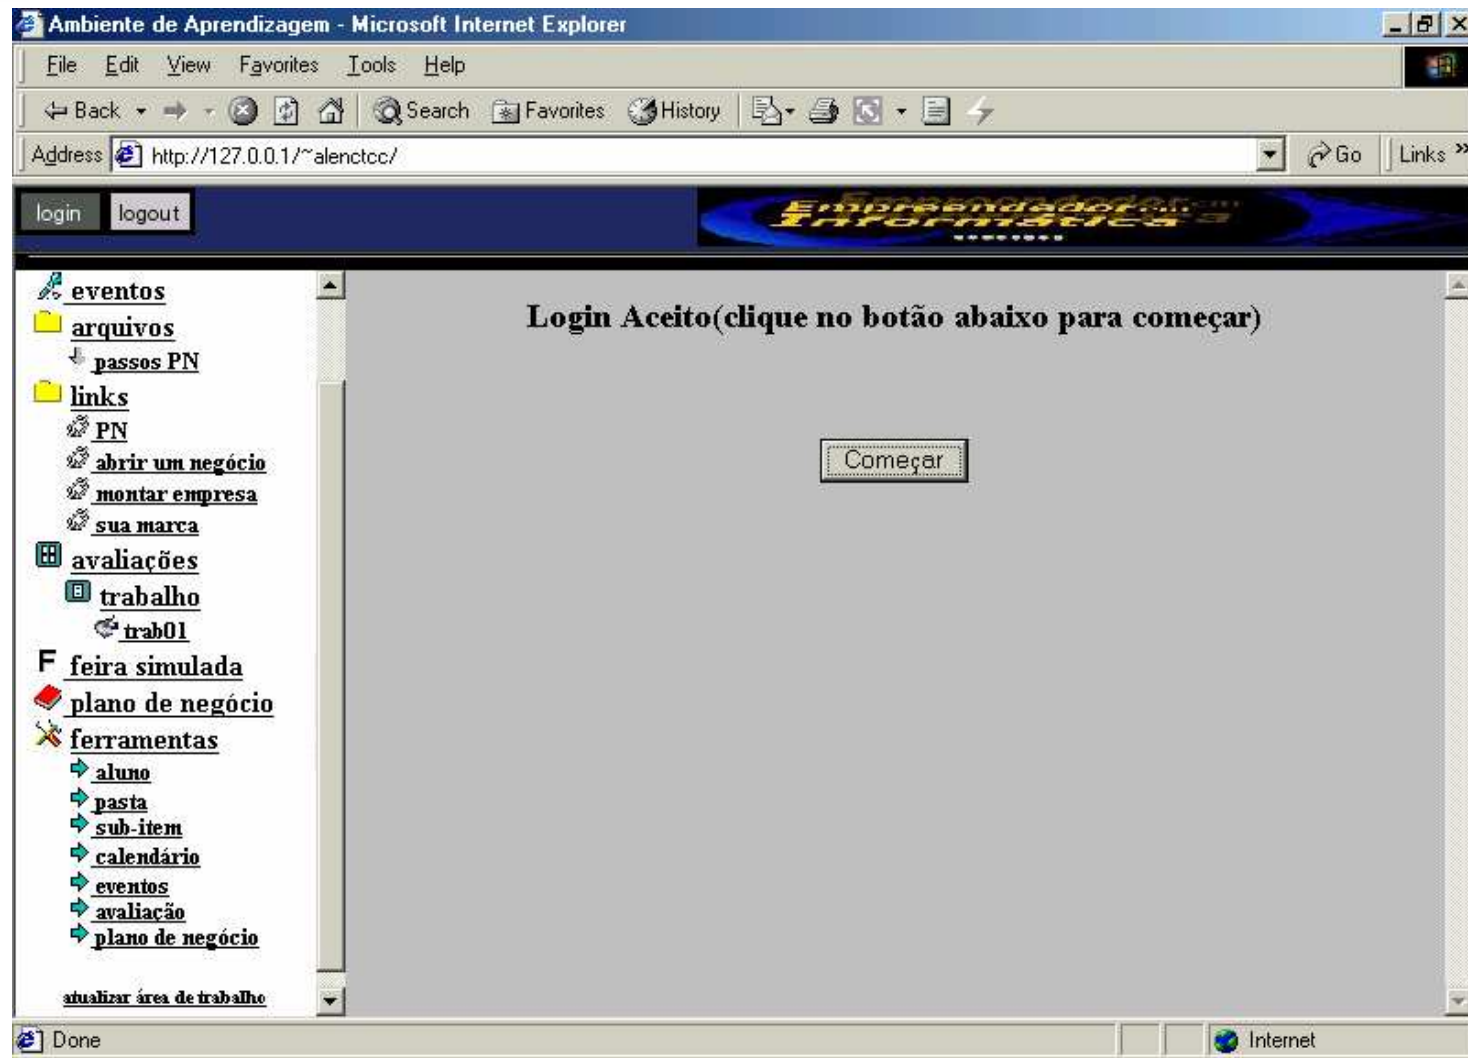 Ambiente de Aprendizagem - Microsoft Internet Explorer
File Edit View Favorites Tools Help
Back Search Favorites History
Address http://127.0.0.1/~alenctcc/ Go Links »
login logout
Empreendedor....
Informática
eventos
arquivos
passos PN
links
PN
abrir um negócio
montar empresa
sua marca
avaliações
trabalho
trab01
F feira simulada
plano de negócio
ferramentas
aluno
pasta
sub-item
calendário
eventos
avaliação
plano de negócio
atualizar área de trabalho
Login Aceito(clique no botão abaixo para começar)
Começar
Done Internet